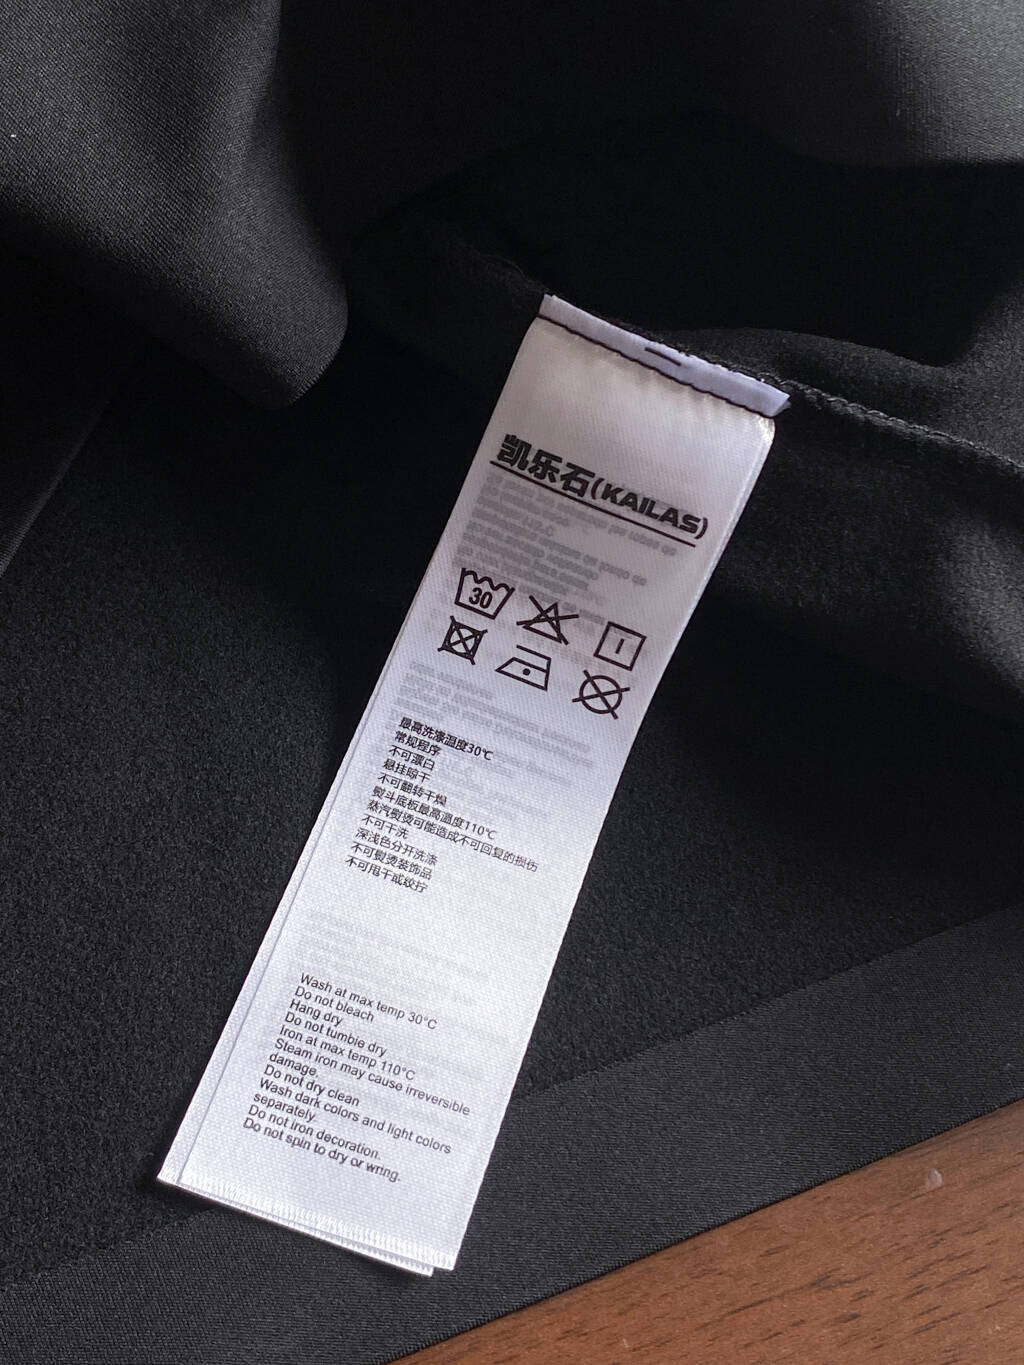 凯乐石(KAILAS)
30
最高洗涤温度30℃
常规程序
不可漂白
悬挂晾干
不可翻转干燥
熨斗底板最高温度110℃
蒸汽熨烫可能造成不可回复的损伤
不可干洗
深浅色分开洗涤
不可熨烫装饰品
不可甩干或绞拧
Wash at max temp 30°C
Do not bleach
Hang dry
Do not tumble dry
Iron at max temp 110°C
Steam iron may cause irreversible
damage.
Do not dry clean
Wash dark colors and light colors
separately.
Do not iron decoration.
Do not spin to dry or wring.